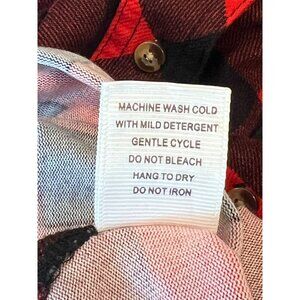 MACHINE WASH COLD
WITH MILD DETERGENT
GENTLE CYCLE
DO NOT BLEACH
HANG TO DRY
DO NOT IRON